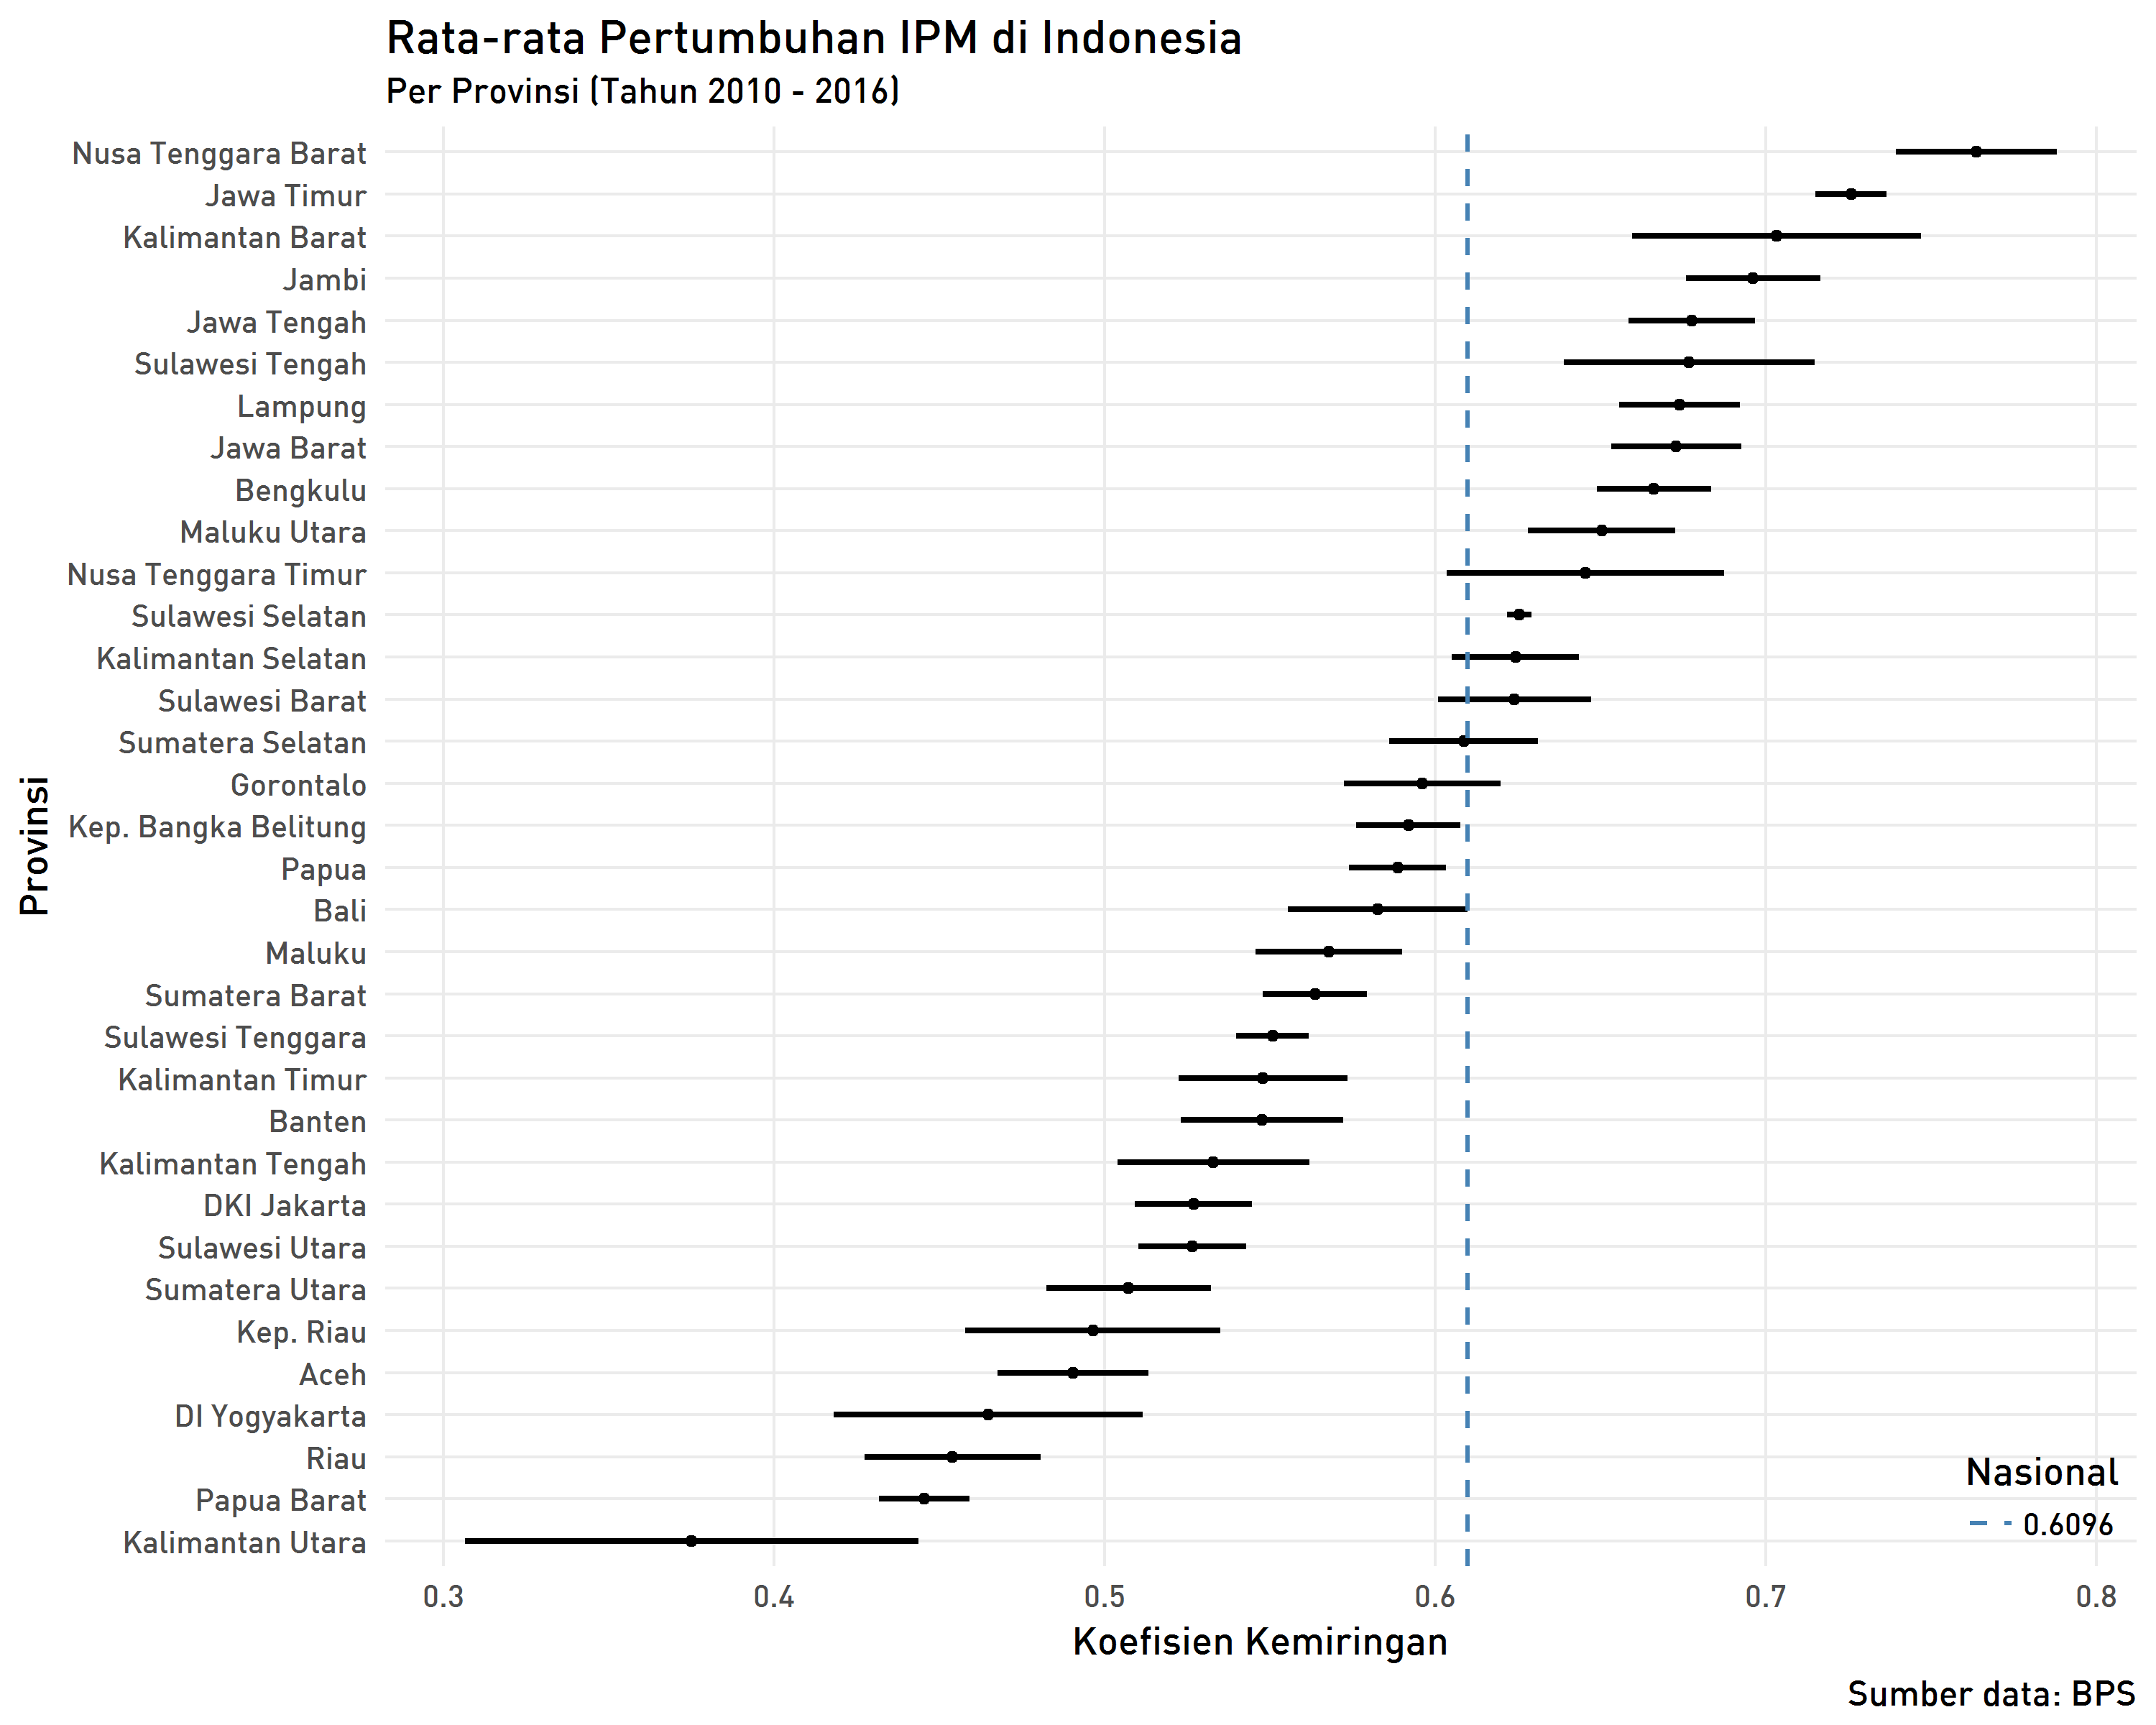 Rata-rata Pertumbuhan IPM di Indonesia
Per Provinsi (Tahun 2010 - 2016)
Provinsi
Nusa Tenggara Barat
Jawa Timur
Kalimantan Barat
Jambi
Jawa Tengah
Sulawesi Tengah
Lampung
Jawa Barat
Bengkulu
Maluku Utara
Nusa Tenggara Timur
Sulawesi Selatan
Kalimantan Selatan
Sulawesi Barat
Sumatera Selatan
Gorontalo
Kep. Bangka Belitung
Papua
Bali
Maluku
Sumatera Barat
Sulawesi Tenggara
Kalimantan Timur
Banten
Kalimantan Tengah
DKI Jakarta
Sulawesi Utara
Sumatera Utara
Kep. Riau
Aceh
DI Yogyakarta
Riau
Papua Barat
Kalimantan Utara
Nasional
0.6096
0.3 0.4 0.5 0.6 0.7 0.8
Koefisien Kemiringan
Sumber data: BPS